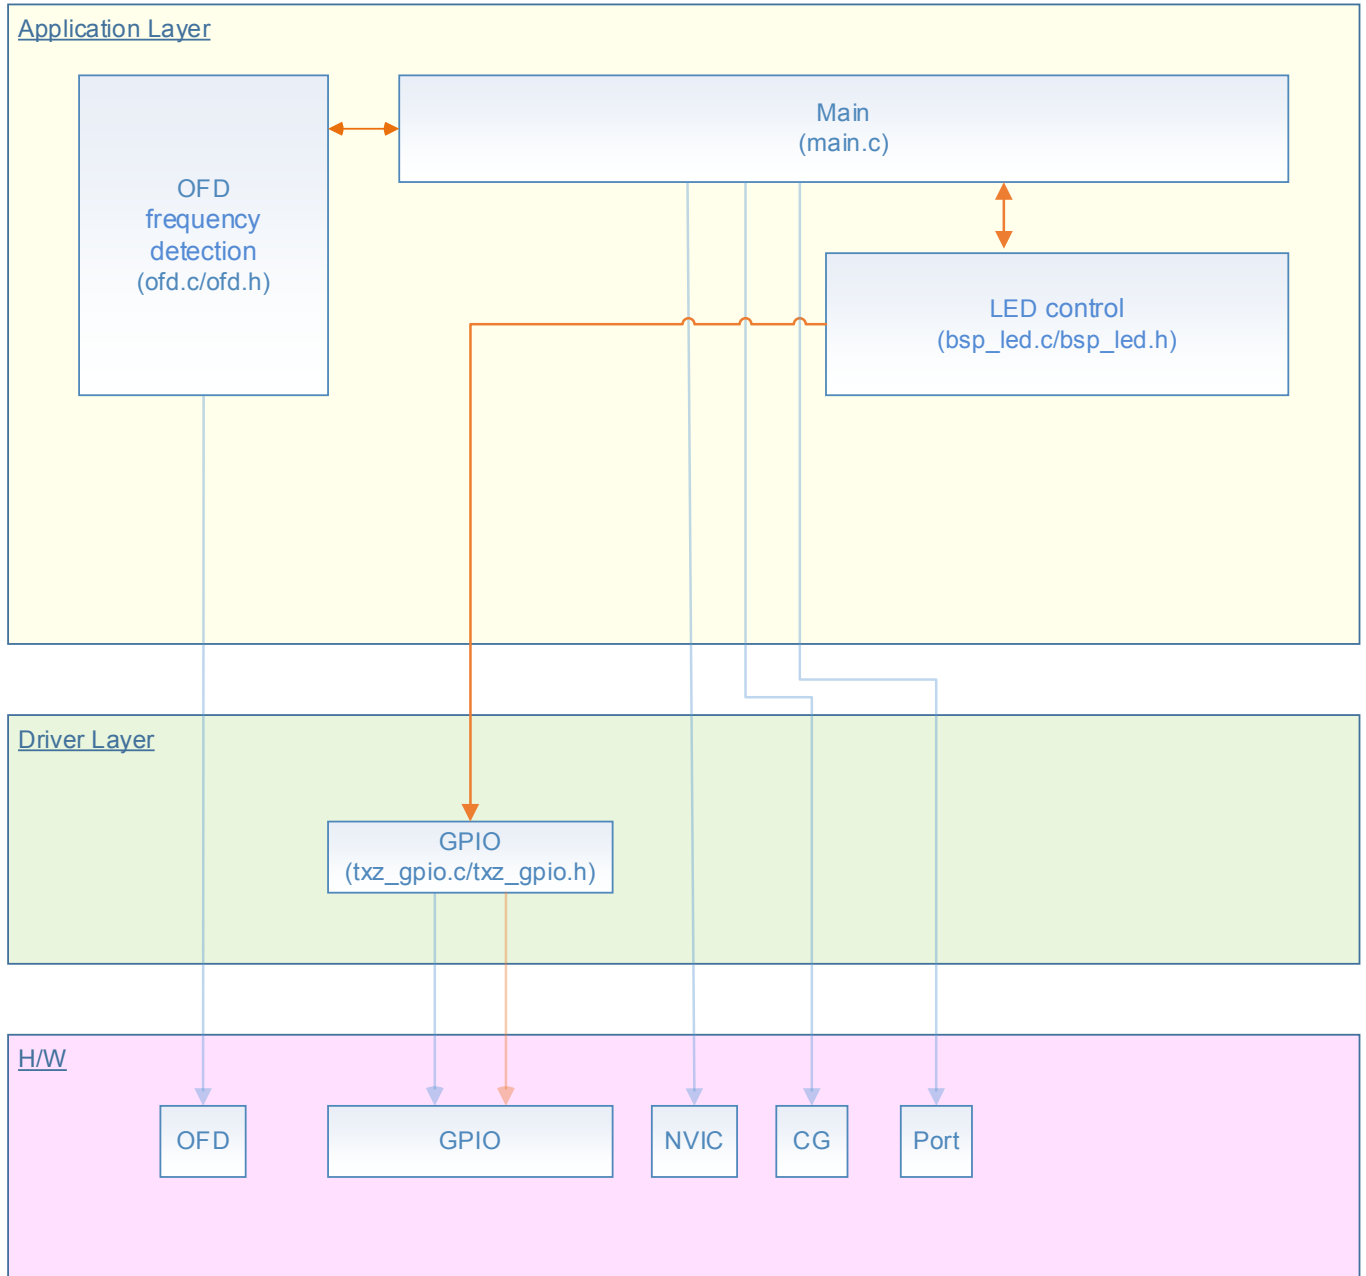 Application Layer
Main
(main.c)
OFD
frequency
detection
(ofd.c/ofd.h)
LED control
(bsp_led.c/bsp_led.h)
Driver Layer
GPIO
(txz_gpio.c/txz_gpio.h)
H/W
OFD
GPIO
NVIC
CG
Port